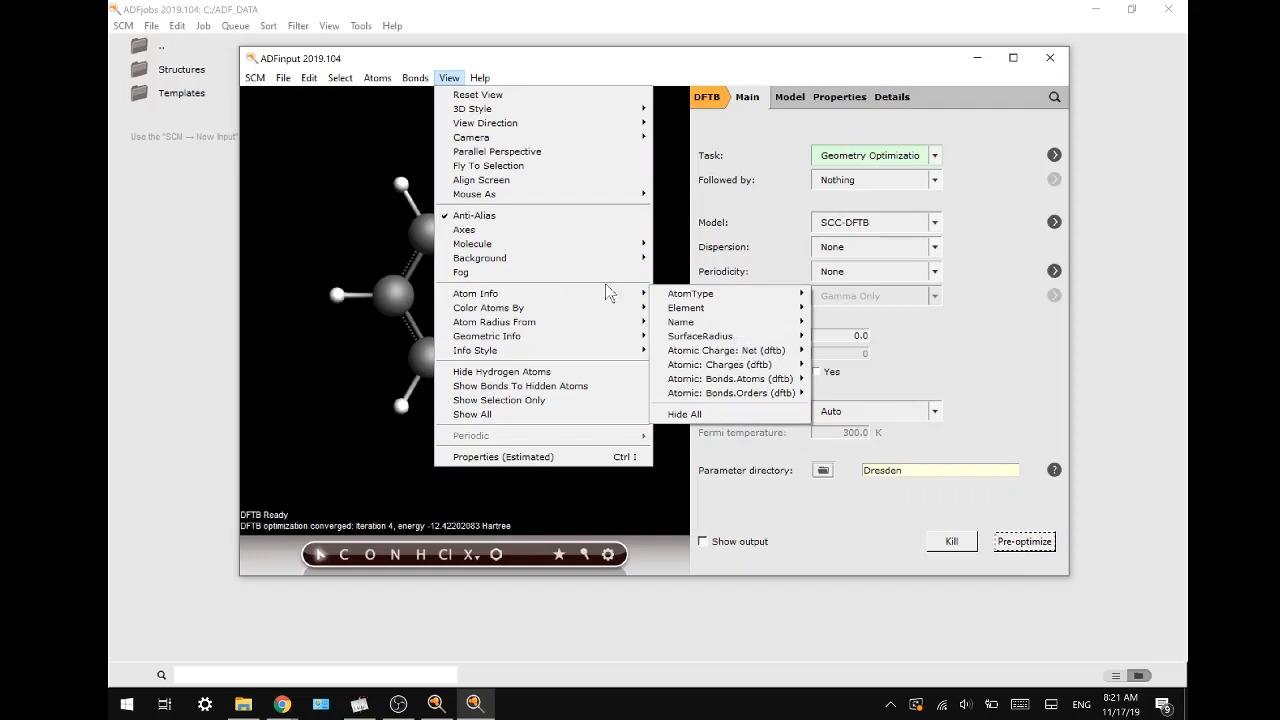 ADFjobs 2019.104: C:/ADF_DATA
SCM File Edit Job Queue Sort Filter View Tools Help
..
Structures
Templates
Use the "SCM → New Input"
ADFinput 2019.104
SCM File Edit Select Atoms Bonds View Help
Reset View
3D Style
View Direction
Camera
Parallel Perspective
Fly To Selection
Align Screen
Mouse As
Anti-Alias
Axes
Molecule
Background
Fog
Atom Info
Color Atoms By
Atom Radius From
Geometric Info
Info Style
Hide Hydrogen Atoms
Show Bonds To Hidden Atoms
Show Selection Only
Show All
Periodic
Properties (Estimated) Ctrl I
AtomType
Element
Name
SurfaceRadius
Atomic Charge: Net (dftb)
Atomic: Charges (dftb)
Atomic: Bonds.Atoms (dftb)
Atomic: Bonds.Orders (dftb)
Hide All
DFTB Main Model Properties Details
Task: Geometry Optimizatio
Followed by: Nothing
Model: SCC-DFTB
Dispersion: None
Periodicity: None
Gamma Only
0.0
0
Yes
Auto
Fermi temperature: 300.0 K
Parameter directory: Dresden ?
Show output Kill Pre-optimize
DFTB Ready
DFTB optimization converged: Iteration 4, energy -12.42202083 Hartree
C O N H Cl X
ENG
8:21 AM
11/17/19
9